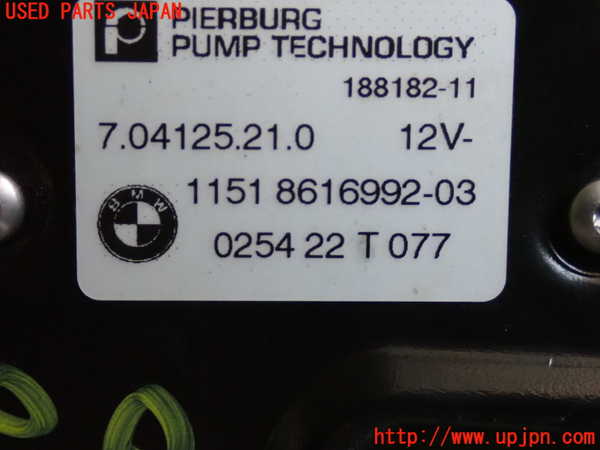 USED PARTS JAPAN
P PIERBURG
PUMP TECHNOLOGY
188182-11
7.04125.21.0 12V-
BMW 1151 8616992-03
0254 22 T 077
http://www.upjpn.com/